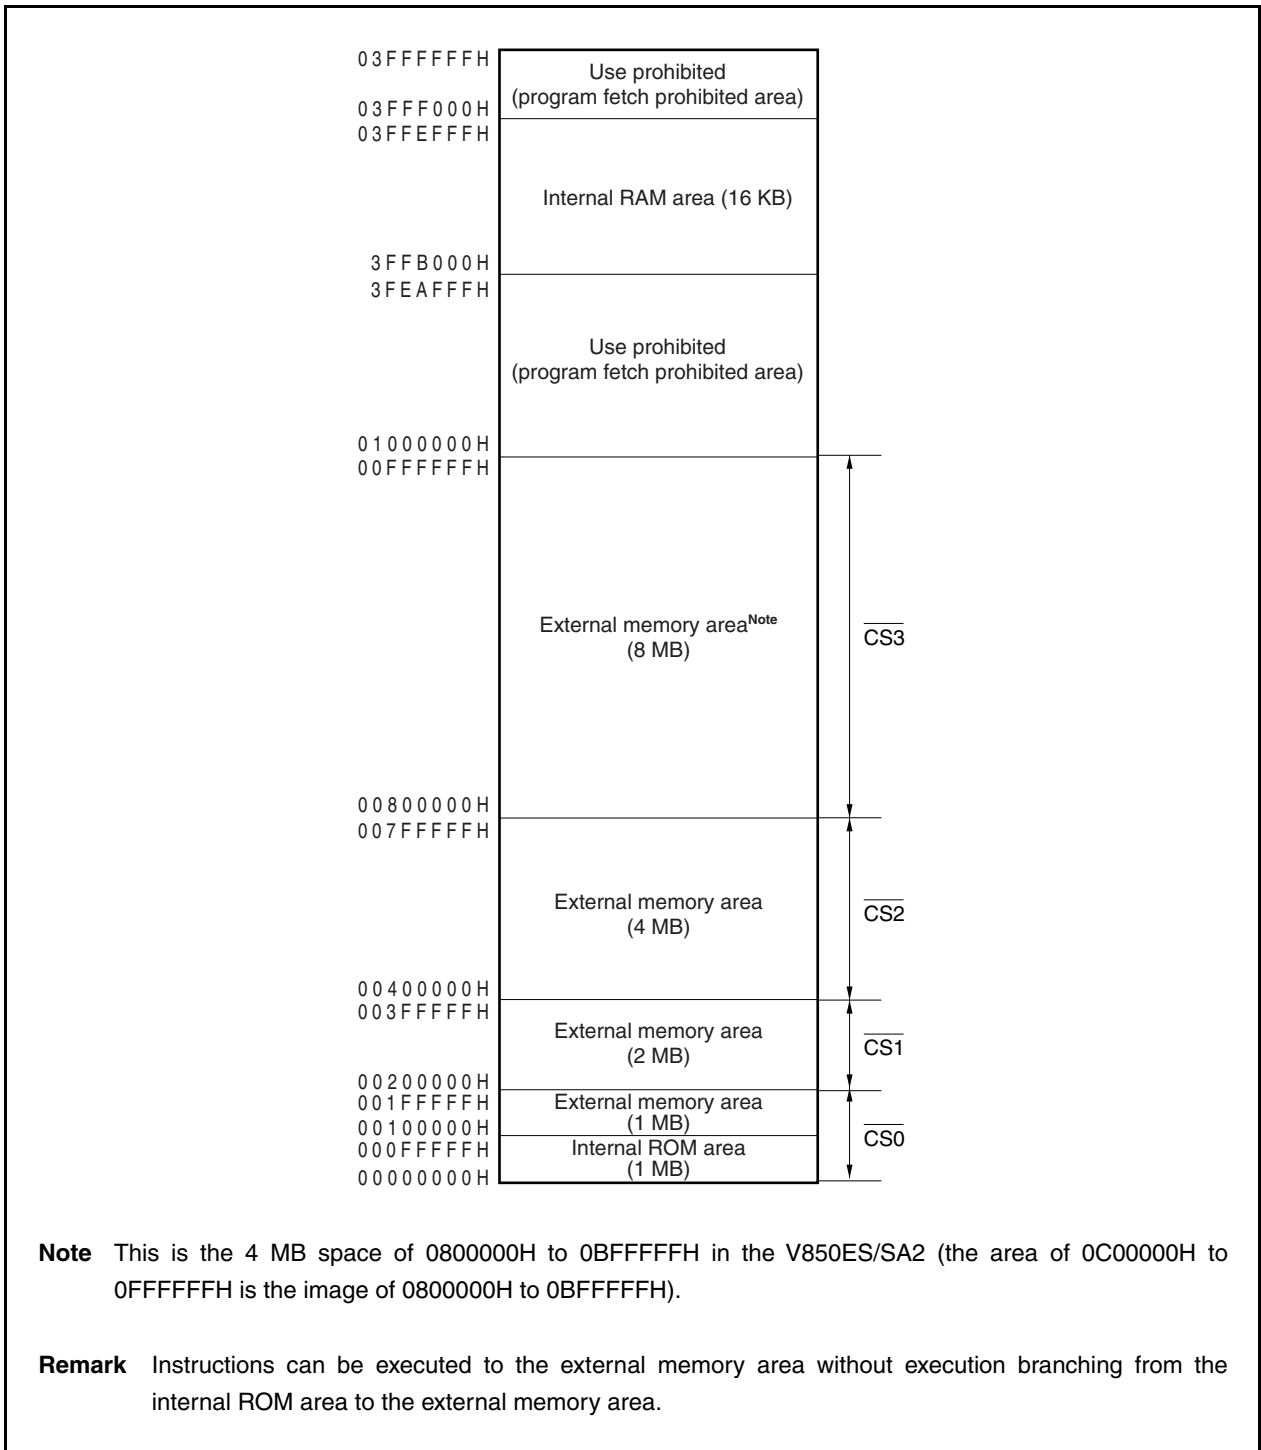 03FFFFFFH
Use prohibited
(program fetch prohibited area)
03FFF000H
03FFEFFFH
Internal RAM area (16 KB)
3FFB000H
3FEAFFFH
Use prohibited
(program fetch prohibited area)
01000000H
00FFFFFFH
External memory areaNote
(8 MB)
CS3
00800000H
007FFFFFH
External memory area
(4 MB)
CS2
00400000H
003FFFFFH
External memory area
(2 MB)
CS1
00200000H
001FFFFFH
External memory area
(1 MB)
00100000H
000FFFFFH
Internal ROM area
(1 MB)
CS0
00000000H
Note This is the 4 MB space of 0800000H to 0BFFFFFH in the V850ES/SA2 (the area of 0C00000H to
0FFFFFFH is the image of 0800000H to 0BFFFFFH).
Remark Instructions can be executed to the external memory area without execution branching from the
internal ROM area to the external memory area.